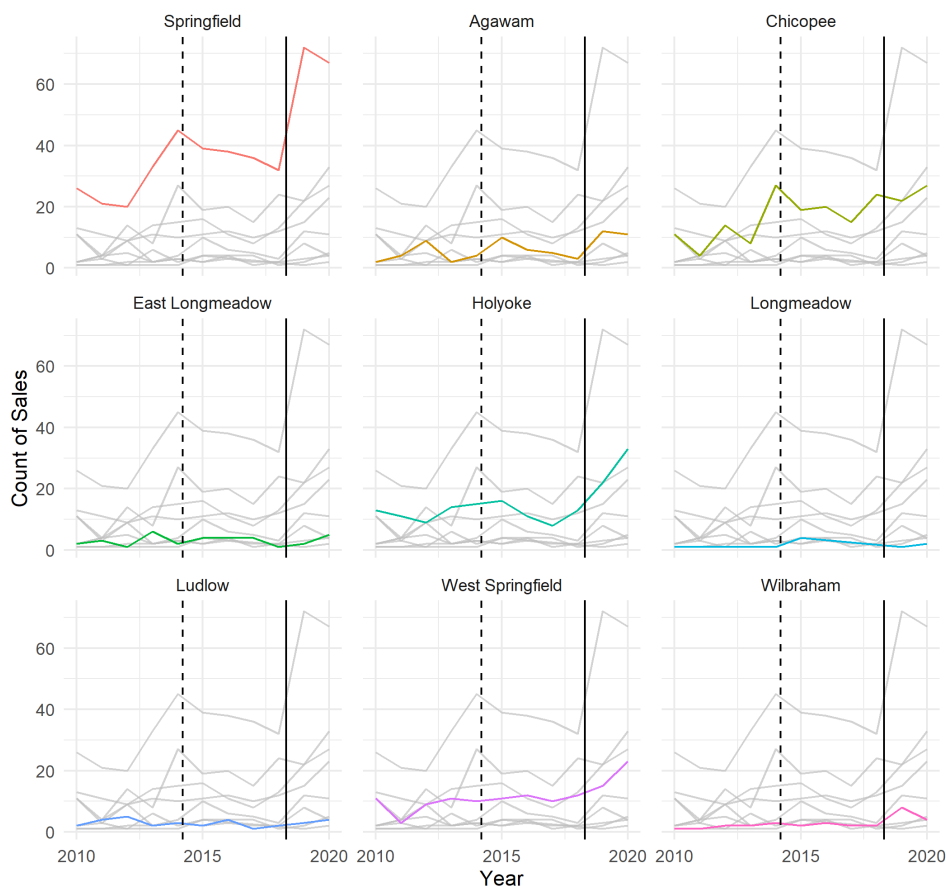 Springfield Agawam Chicopee
60
40
20
0
East Longmeadow Holyoke Longmeadow
60
40
20
0
Count of Sales
Ludlow West Springfield Wilbraham
60
40
20
0
2010 2015 2020 2010 2015 2020 2010 2015 2020
Year